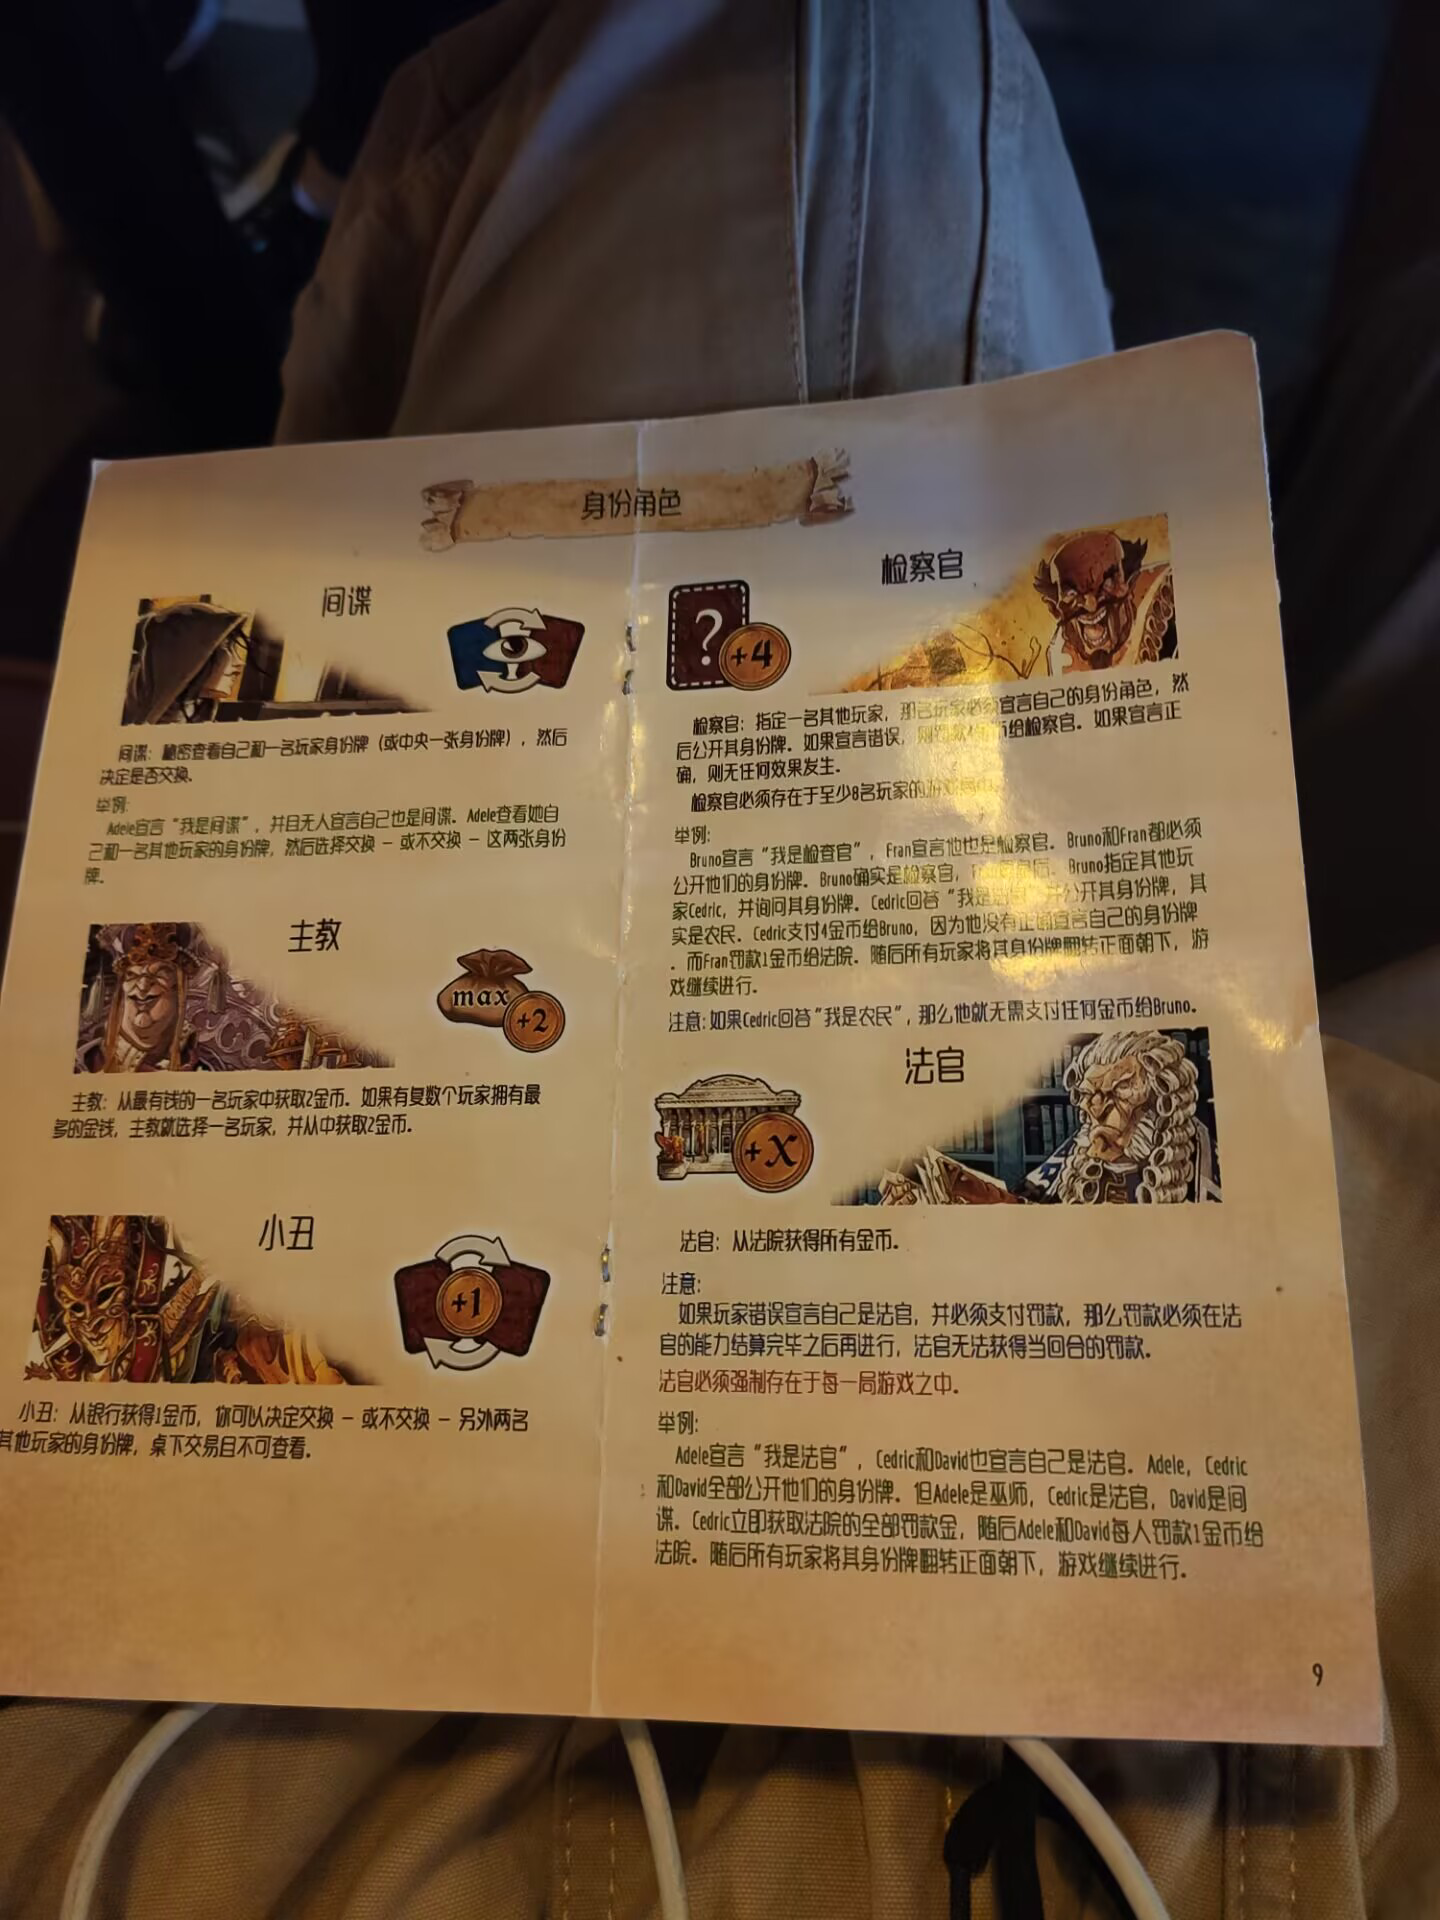 身份角色
间谍
间谍：秘密查看自己和一名玩家身份牌（或中央一张身份牌），然后
决定是否交换。
举例：
Adele宣言“我是间谍”，并且无人宣言自己也是间谍。Adele查看她自
己和一名其他玩家的身份牌，然后选择交换 － 或不交换 － 这两张身份
牌。
主教
max
+2
主教：从最有钱的一名玩家中获取2金币。如果有复数个玩家拥有最
多的金钱，主教就选择一名玩家，并从中获取2金币。
小丑
+1
小丑：从银行获得1金币，你可以决定交换 － 或不交换 － 另外两名
其他玩家的身份牌，桌下交易且不可查看。
检察官
?
+4
检察官：指定一名其他玩家，那名玩家必须宣言自己的身份角色，然
后公开其身份牌。如果宣言错误，则罚款4金币给检察官。如果宣言正
确，则无任何效果发生。
检察官必须存在于至少8名玩家的游戏
举例：
Bruno宣言“我是检查官”，Fran宣言他也是检察官。Bruno和Fran都必须
公开他们的身份牌。Bruno确实是检察官，Bruno指定其他玩
家Cedric，并询问其身份牌。Cedric回答“我是 并公开其身份牌，其
实是农民。Cedric支付4金币给Bruno，因为他没有正确宣言自己的身份牌
。而Fran罚款1金币给法院。随后所有玩家将其身份牌翻转正面朝下，游
戏继续进行。
注意：如果Cedric回答“我是农民”，那么他就无需支付任何金币给Bruno。
法官
+X
法官：从法院获得所有金币。
注意：
如果玩家错误宣言自己是法官，并必须支付罚款，那么罚款必须在法
官的能力结算完毕之后再进行，法官无法获得当回合的罚款。
法官必须强制存在于每一局游戏之中。
举例：
Adele宣言“我是法官”，Cedric和David也宣言自己是法官。Adele，Cedric
和David全部公开他们的身份牌。但Adele是巫师，Cedric是法官，David是间
谍。Cedric立即获取法院的全部罚款金，随后Adele和David每人罚款1金币给
法院。随后所有玩家将其身份牌翻转正面朝下，游戏继续进行。
9